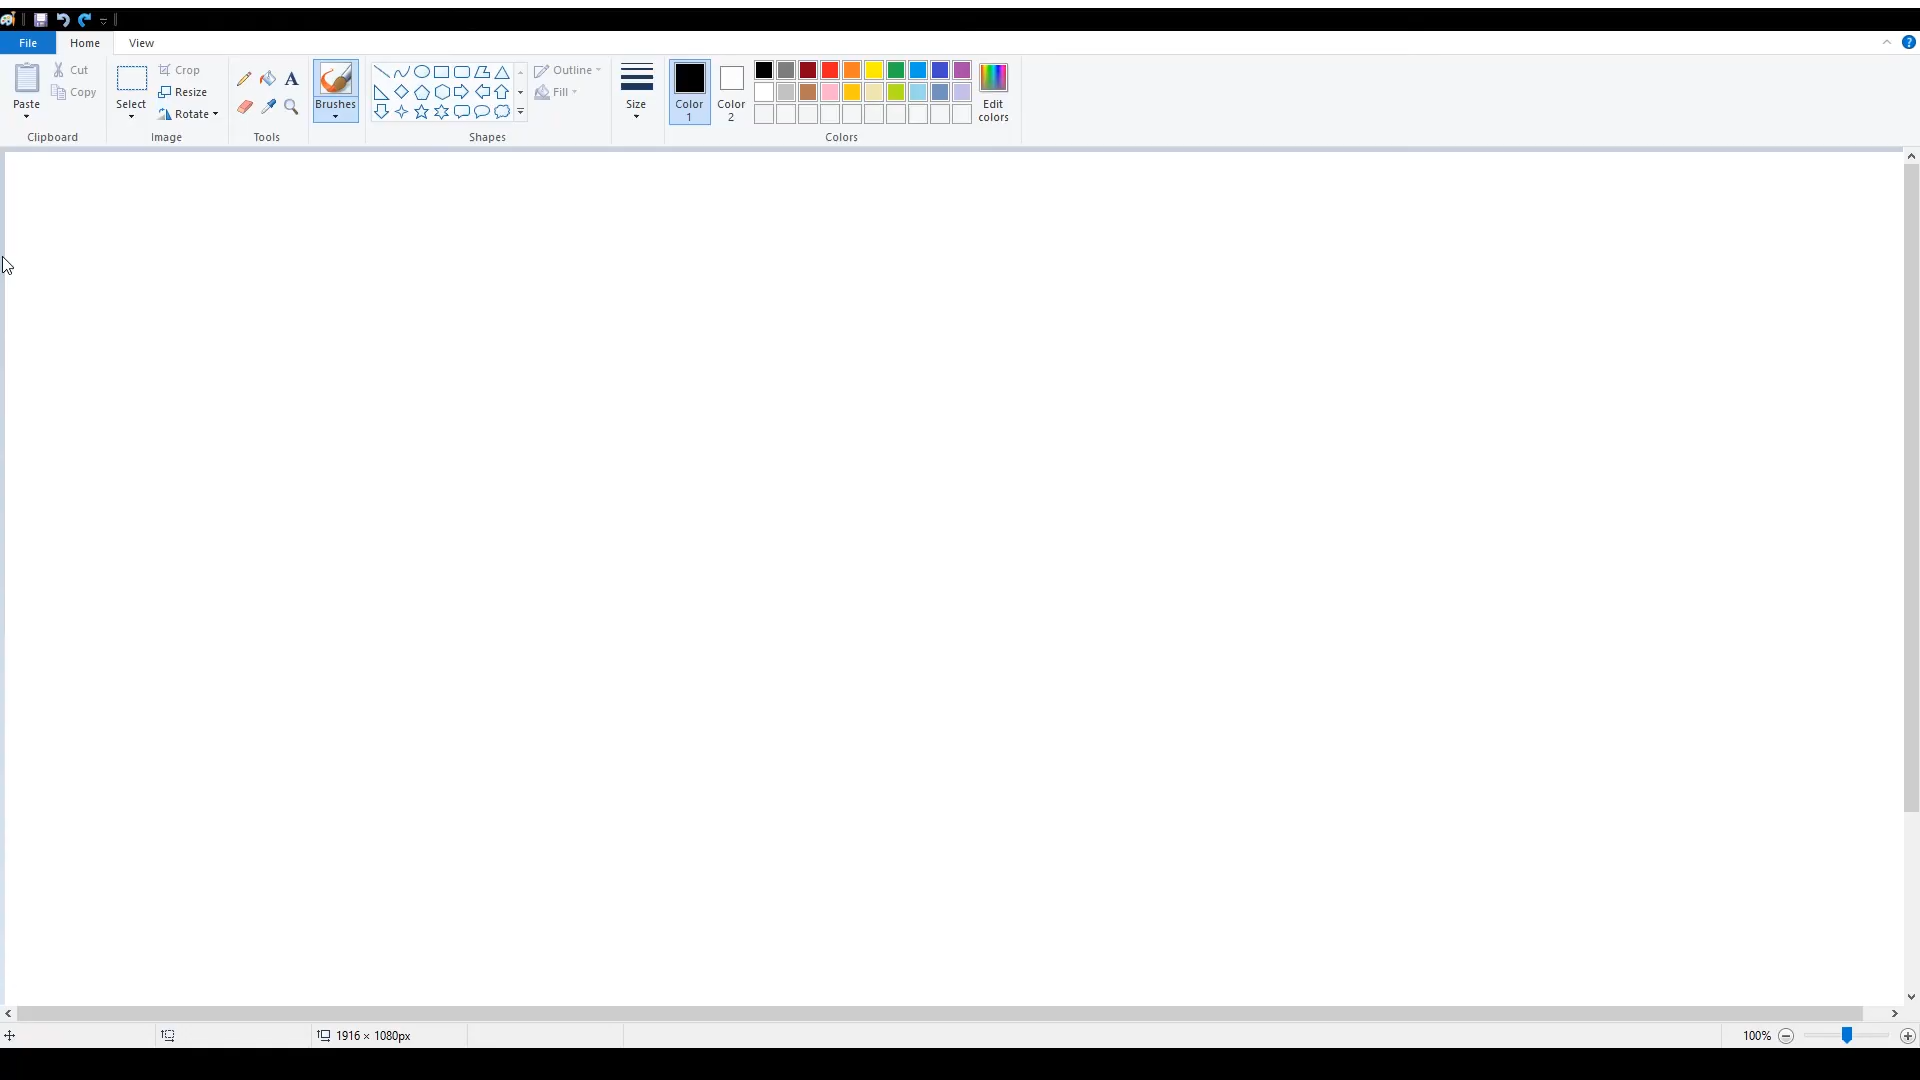 File Home View
Paste Cut Copy Select Crop Resize Rotate A Brushes Outline Fill Size Color 1 Color 2 Edit colors
Clipboard Image Tools Shapes Colors
1916 × 1080px 100%